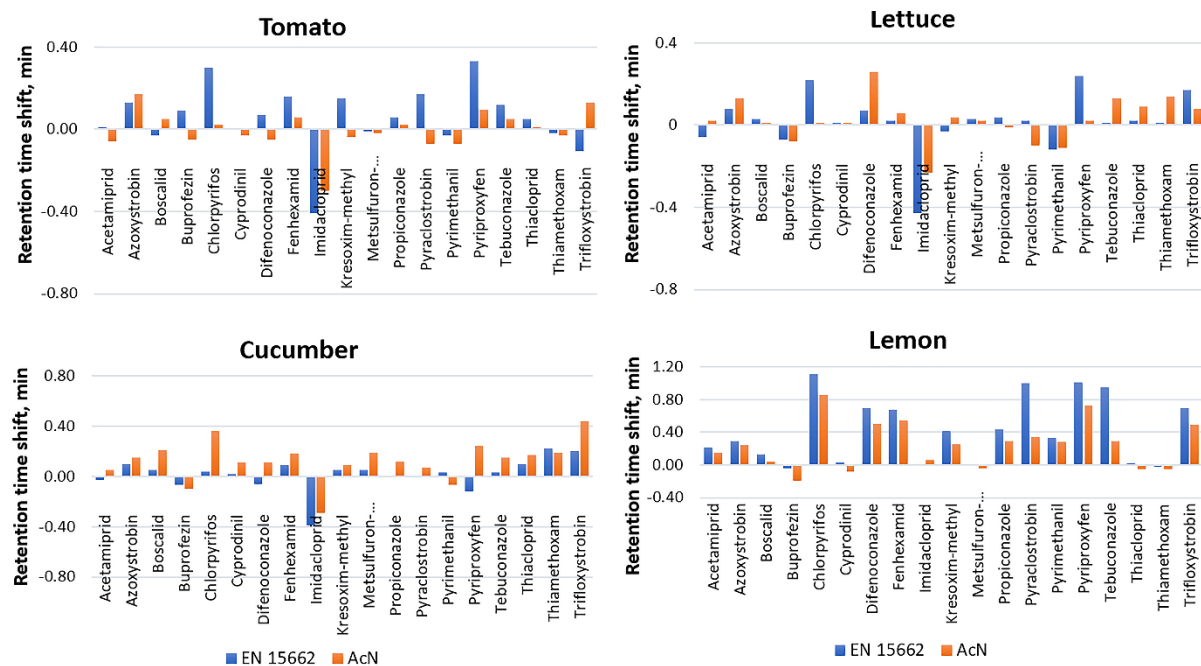 Tomato
Retention time shift, min
0.40
0.00
-0.40
-0.80
Acetamiprid
Azoxystrobin
Boscalid
Buprofezin
Chlorpyrifos
Cyprodinil
Difenoconazole
Fenhexamid
Imidacloprid
Kresoxim-methyl
Metsulfuron-...
Propiconazole
Pyraclostrobin
Pyrimethanil
Pyriproxyfen
Tebuconazole
Thiacloprid
Thiamethoxam
Trifloxystrobin
Lettuce
Retention time shift, min
0.4
0
-0.4
-0.8
Acetamiprid
Azoxystrobin
Boscalid
Buprofezin
Chlorpyrifos
Cyprodinil
Difenoconazole
Fenhexamid
Imidacloprid
Kresoxim-methyl
Metsulfuron-...
Propiconazole
Pyraclostrobin
Pyrimethanil
Pyriproxyfen
Tebuconazole
Thiacloprid
Thiamethoxam
Trifloxystrobin
Cucumber
Retention time shift, min
0.80
0.40
0.00
-0.40
-0.80
Acetamiprid
Azoxystrobin
Boscalid
Buprofezin
Chlorpyrifos
Cyprodinil
Difenoconazole
Fenhexamid
Imidacloprid
Kresoxim-methyl
Metsulfuron-...
Propiconazole
Pyraclostrobin
Pyrimethanil
Pyriproxyfen
Tebuconazole
Thiacloprid
Thiamethoxam
Trifloxystrobin
EN 15662 AcN
Lemon
Retention time shift, min
1.20
0.80
0.40
0.00
-0.40
Acetamiprid
Azoxystrobin
Boscalid
Buprofezin
Chlorpyrifos
Cyprodinil
Difenoconazole
Fenhexamid
Imidacloprid
Kresoxim-methyl
Metsulfuron-...
Propiconazole
Pyraclostrobin
Pyrimethanil
Pyriproxyfen
Tebuconazole
Thiacloprid
Thiamethoxam
Trifloxystrobin
EN 15662 AcN